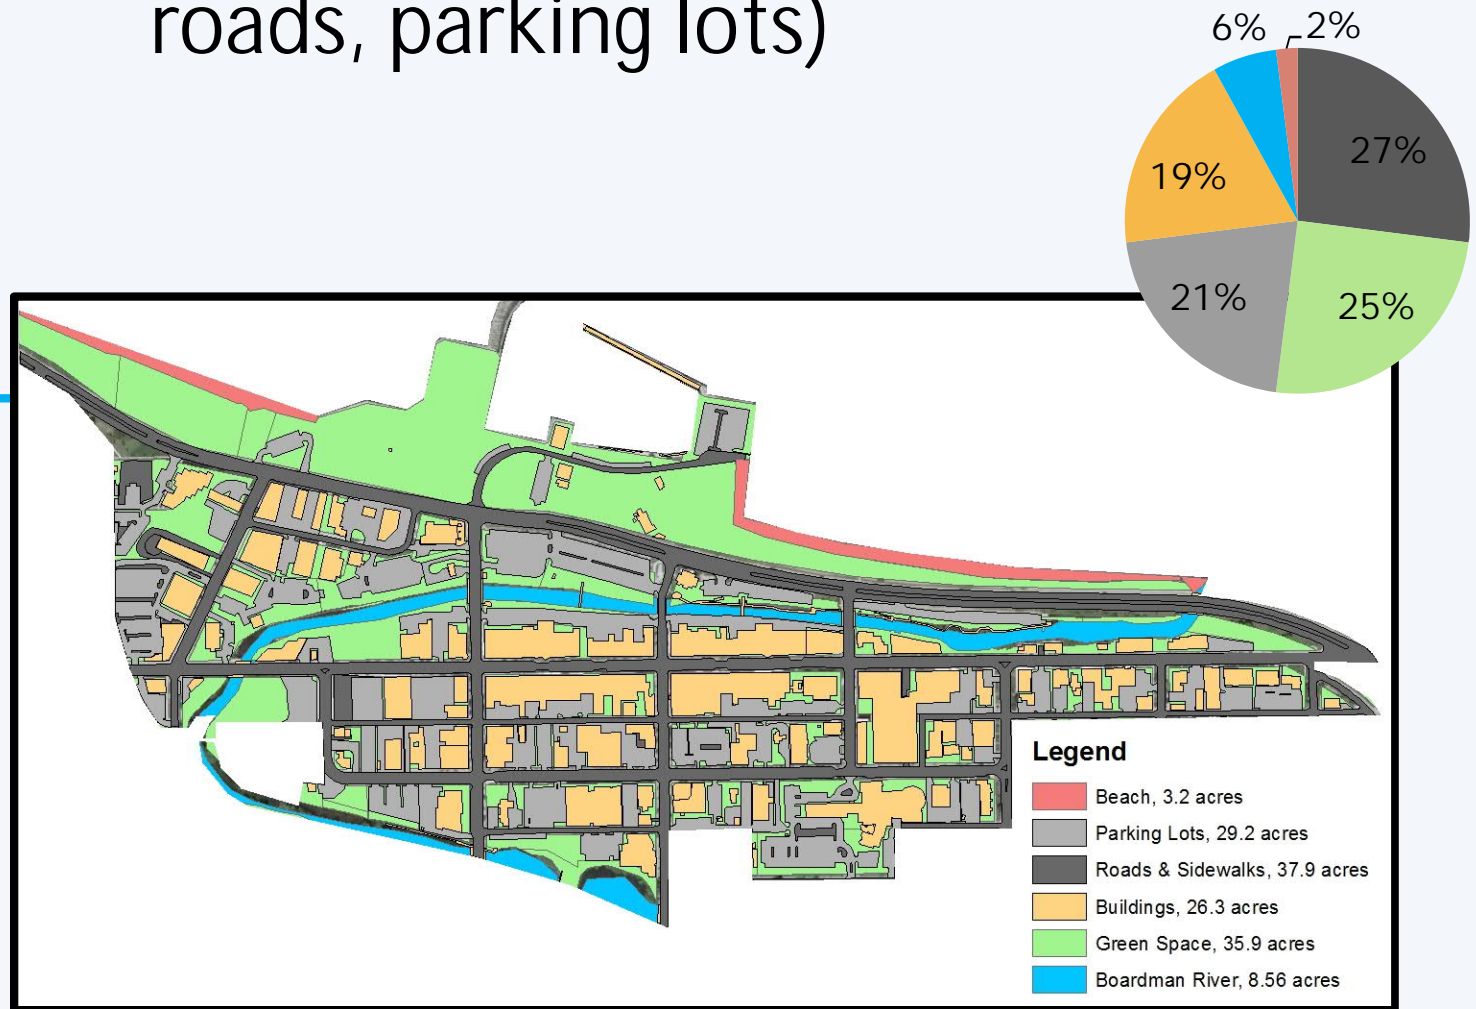 roads, parking lots)
6%
2%
27%
19%
21%
25%
Legend
Beach, 3.2 acres
Parking Lots, 29.2 acres
Roads & Sidewalks, 37.9 acres
Buildings, 26.3 acres
Green Space, 35.9 acres
Boardman River, 8.56 acres